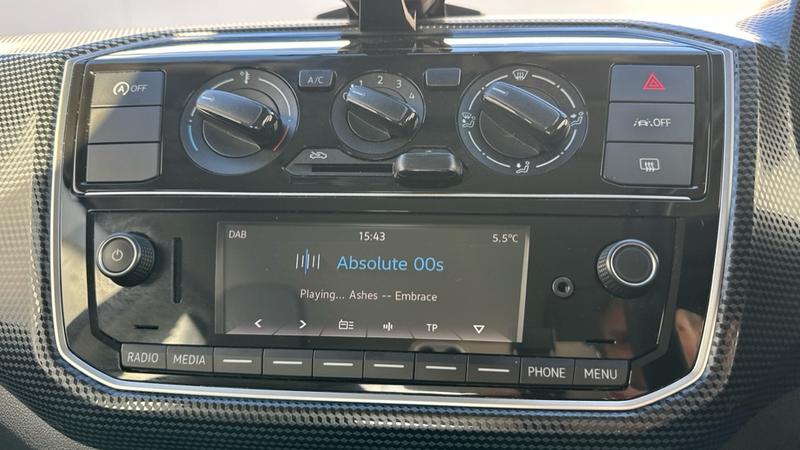 A OFF
A/C
2 3 4
OFF
DAB 15:43 5.5°C
Absolute 00s
Playing... Ashes -- Embrace
TP
RADIO MEDIA PHONE MENU